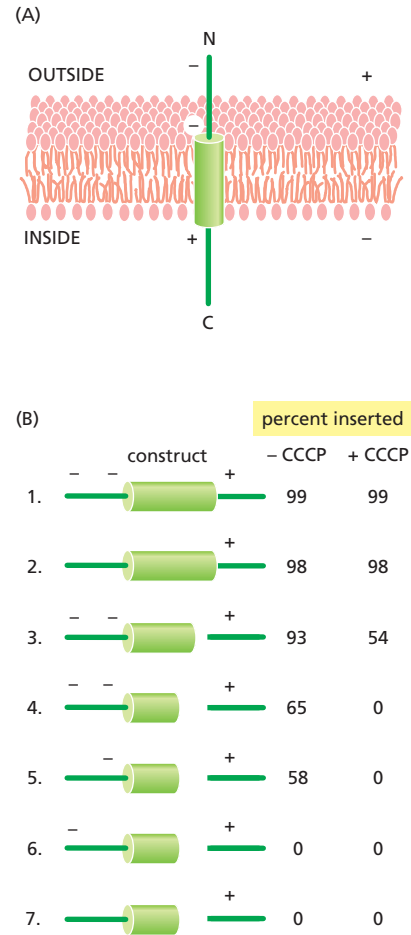 (A)
N
–
OUTSIDE +
–
INSIDE + –
C
(B) percent inserted
construct – CCCP + CCCP
– – +
1. 99 99
+
2. 98 98
– – +
3. 93 54
– – +
4. 65 0
– +
5. 58 0
– +
6. 0 0
+
7. 0 0